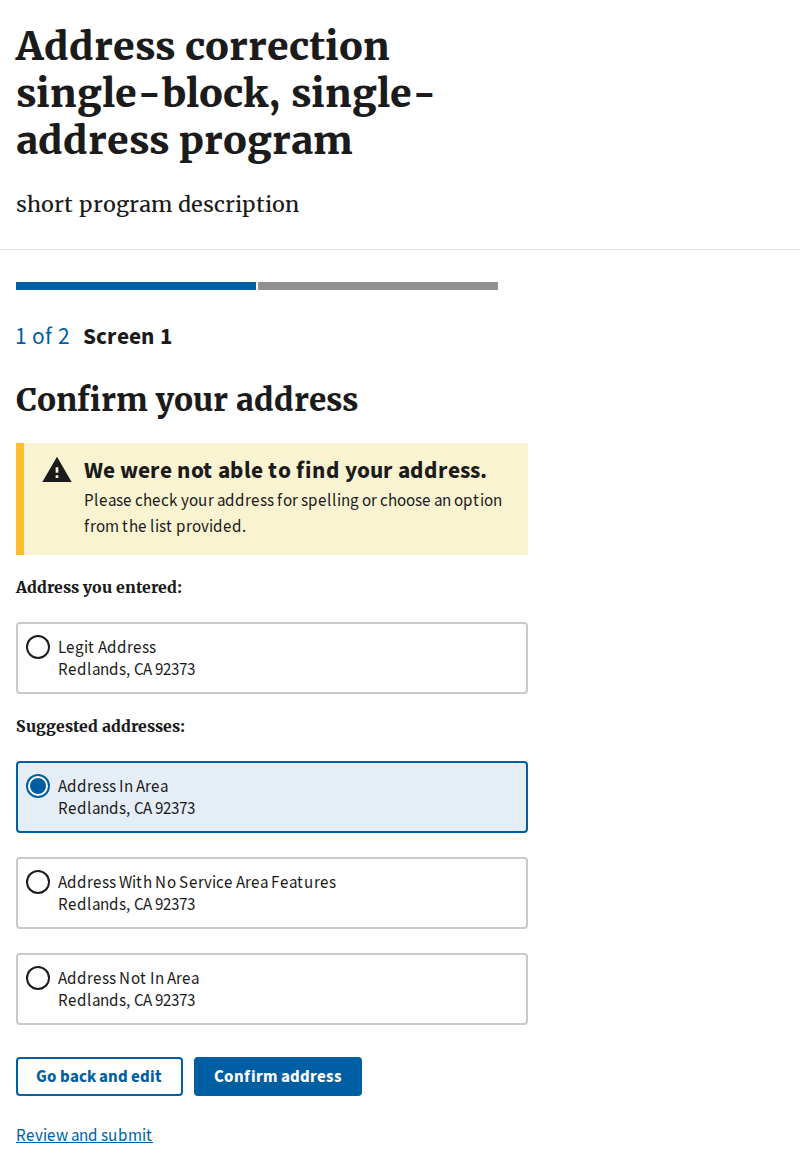 Address correction
single-block, single-
address program
short program description
1 of 2 Screen 1
Confirm your address
We were not able to find your address.
Please check your address for spelling or choose an option
from the list provided.
Address you entered:
Legit Address
Redlands, CA 92373
Suggested addresses:
Address In Area
Redlands, CA 92373
Address With No Service Area Features
Redlands, CA 92373
Address Not In Area
Redlands, CA 92373
Go back and edit Confirm address
Review and submit